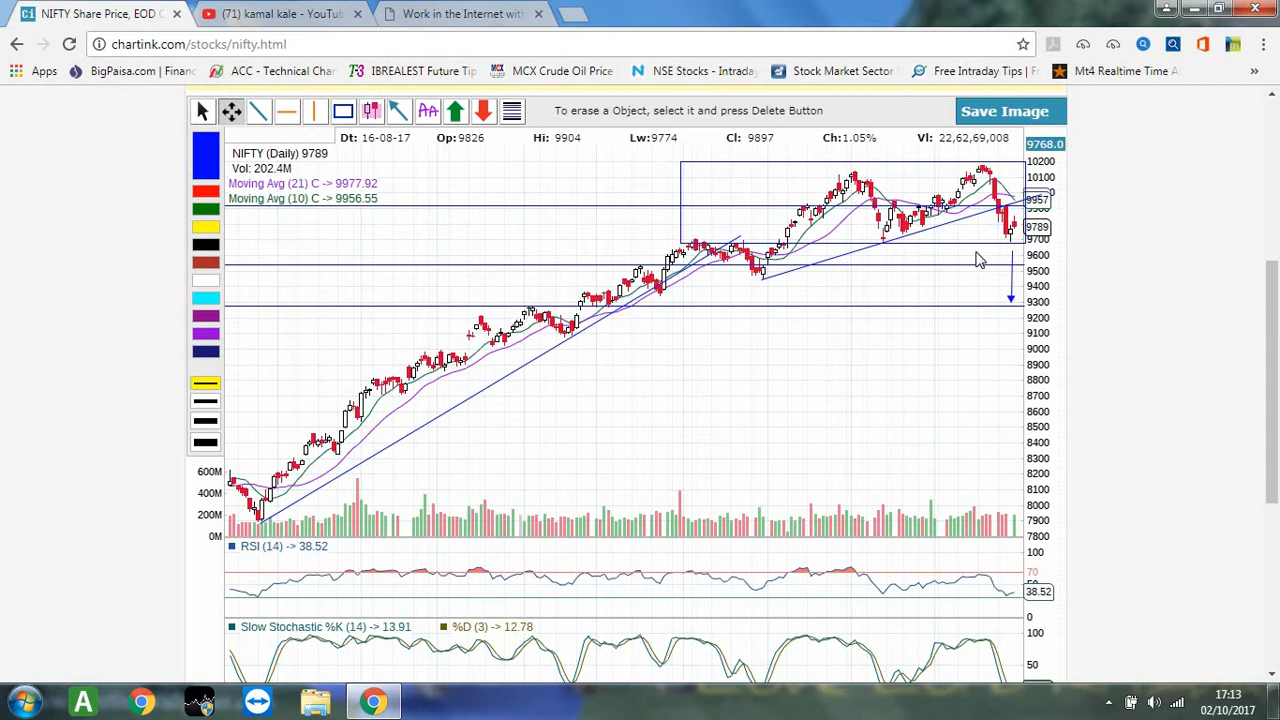 NIFTY Share Price, EOD C
(71) kamal kale - YouTub
Work in the Internet with
chartink.com/stocks/nifty.html
Apps
BigPaisa.com | Financ
ACC - Technical Char
!BREALEST Future Tip
MCX Crude Oil Price
NSE Stocks - Intraday
Stock Market Sector
Free Intraday Tips |
Mt4 Realtime Ato
To erase a Object, select it and press Delete Button
Save Image
Dt: 16-08-17 Op:9826 Hi: 9904 Lw:9774 Cl: 9897 Ch:1.05% Vl: 22,62,69,008
9768.0
NIFTY (Daily) 9789
Vol: 202.4M
Moving Avg (21) C -> 9977.92
Moving Avg (10) C -> 9956.55
10200
10100
9957
9789
9700
9600
9500
9400
9300
9200
9100
9000
8900
8800
8700
8600
8500
8400
8300
8200
8100
8000
7900
7800
600M
400M
200M
0M
RSI (14) -> 38.52
100
70
38.52
0
Slow Stochastic %K (14) -> 13.91 %D (3) -> 12.78
100
50
17:13
02/10/2017